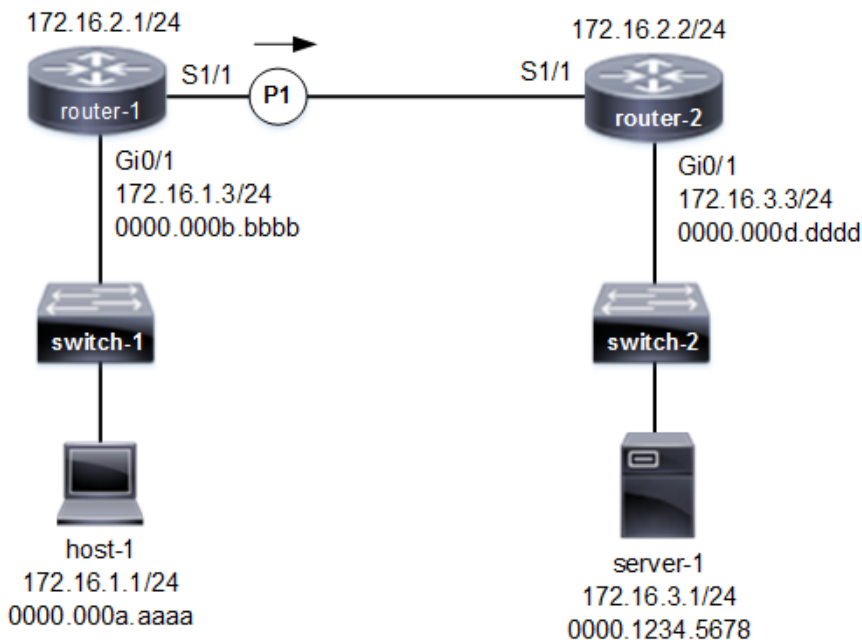 172.16.2.1/24
172.16.2.2/24
S1/1
P1
S1/1
router-1
router-2
Gi0/1
172.16.1.3/24
0000.000b.bbbb
Gi0/1
172.16.3.3/24
0000.000d.dddd
switch-1
switch-2
host-1
172.16.1.1/24
0000.000a.aaaa
server-1
172.16.3.1/24
0000.1234.5678